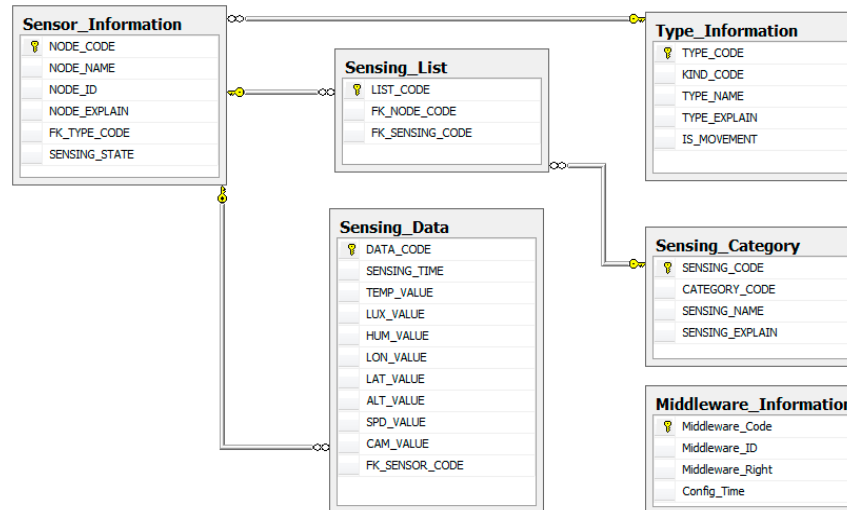 Sensor_Information
NODE_CODE
NODE_NAME
NODE_ID
NODE_EXPLAIN
FK_TYPE_CODE
SENSING_STATE
Sensing_List
LIST_CODE
FK_NODE_CODE
FK_SENSING_CODE
Type_Information
TYPE_CODE
KIND_CODE
TYPE_NAME
TYPE_EXPLAIN
IS_MOVEMENT
Sensing_Data
DATA_CODE
SENSING_TIME
TEMP_VALUE
LUX_VALUE
HUM_VALUE
LON_VALUE
LAT_VALUE
ALT_VALUE
SPD_VALUE
CAM_VALUE
FK_SENSOR_CODE
Sensing_Category
SENSING_CODE
CATEGORY_CODE
SENSING_NAME
SENSING_EXPLAIN
Middleware_Information
Middleware_Code
Middleware_ID
Middleware_Right
Config_Time